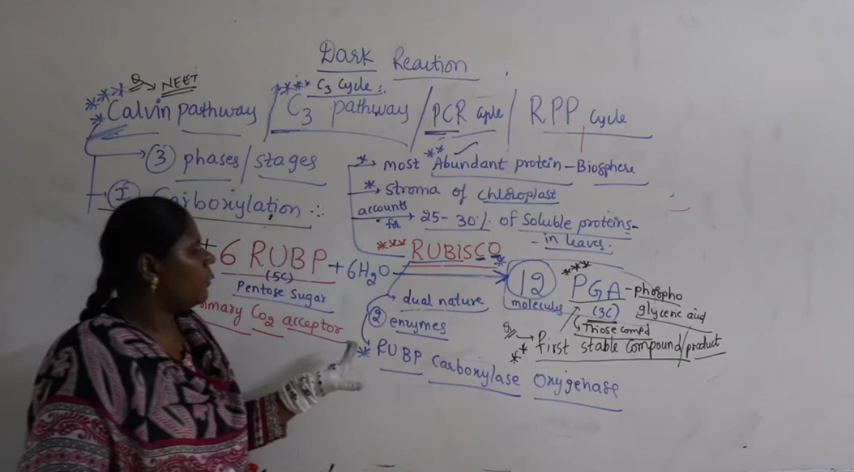 Dark Reaction
C3 Cycle :.
Q → NEET
*** * Calvin pathway / *** C3 pathway / PCR Cycle / RPP Cycle
→ ③ phases/stages
→ Ⓘ Carboxylation :.
* → most ** Abundant protein - Biosphere
* → Stroma of chloroplast
accounts for → 25-30% of Soluble proteins-
- in leaves.
+ 6 RUBP + 6H2O *** RUBISCO * → 12 molecules *** PGA - phospho
glyceric acid
(5C)
(3C)
Pentose Sugar
Triose compd
Primary CO2 acceptor
→ dual nature
② enzymes
* RUBP Carboxylase Oxygenase
Q → ** First stable compound/product